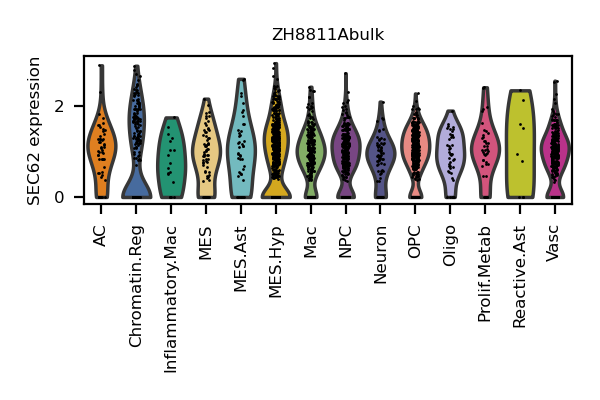 ZH8811Abulk
SEC62 expression
2
0
AC
Chromatin.Reg
Inflammatory.Mac
MES
MES.Ast
MES.Hyp
Mac
NPC
Neuron
OPC
Oligo
Prolif.Metab
Reactive.Ast
Vasc